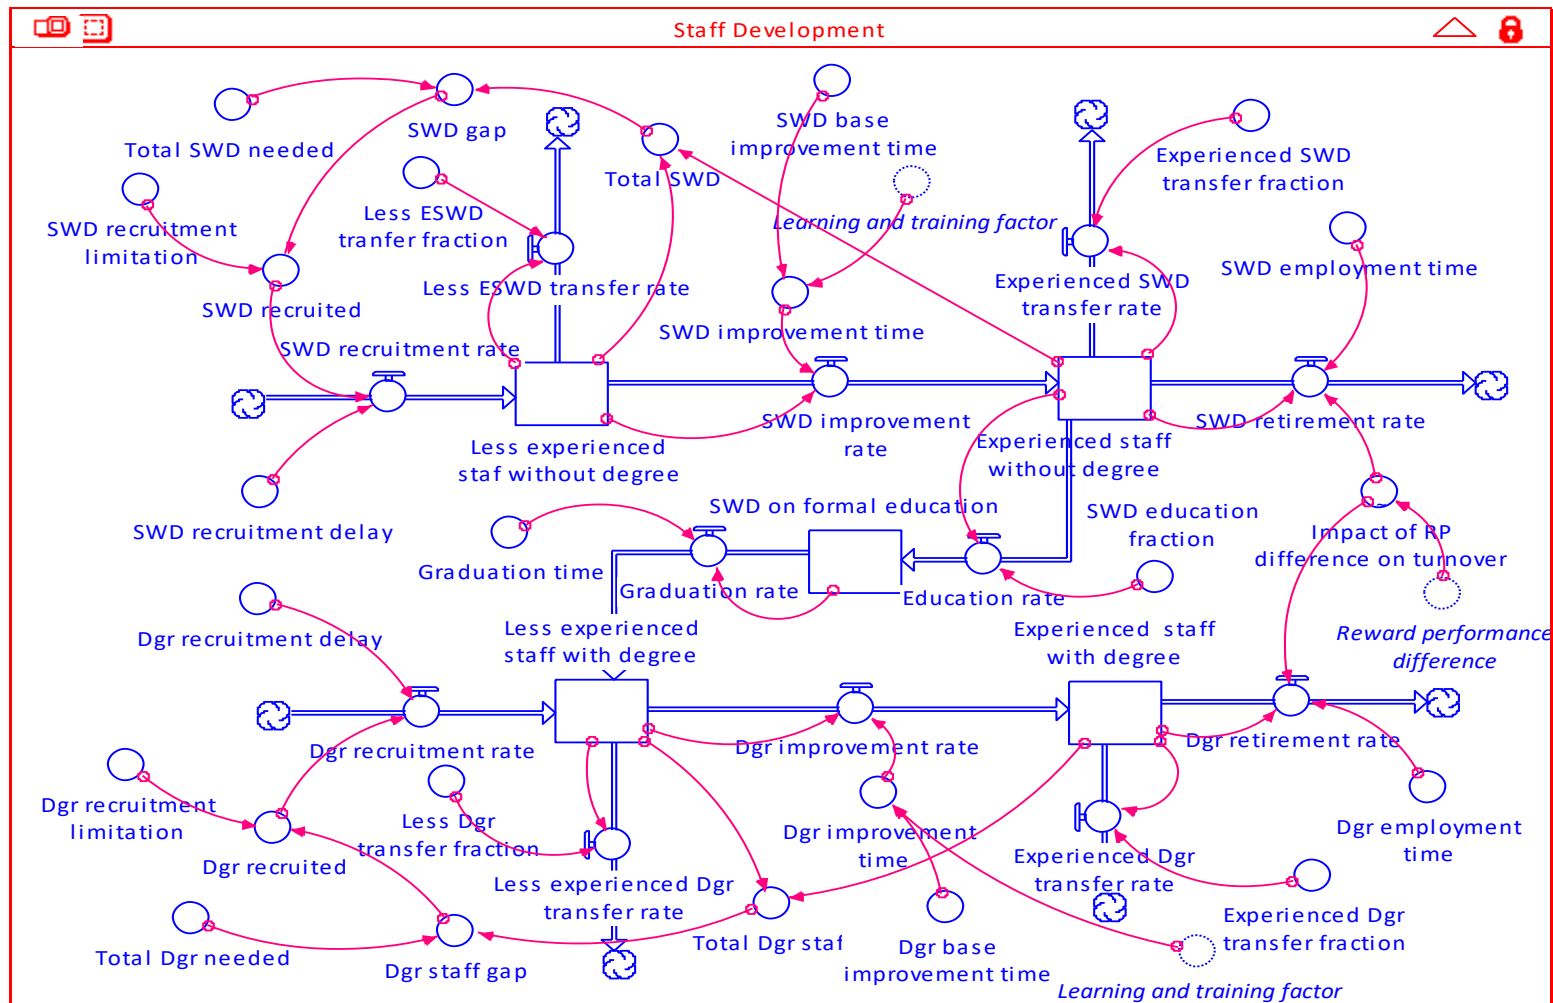 Staff Development
SWD gap
Total SWD needed
SWD base
improvement time
Experienced SWD
transfer fraction
Total SWD
Less ESWD
tranfer fraction
SWD recruitment
limitation
Learning and training factor
SWD employment time
Less ESWD transfer rate
Experienced SWD
transfer rate
SWD recruited
SWD improvement time
SWD recruitment rate
SWD improvement
rate
SWD retirement rate
Less experienced
staf without degree
Experienced staff
without degree
SWD recruitment delay
SWD on formal education
SWD education
fraction
Impact of RP
difference on turnover
Graduation time
Graduation rate
Education rate
Dgr recruitment delay
Less experienced
staff with degree
Experienced staff
with degree
Reward performance
difference
Dgr recruitment rate
Dgr improvement rate
Dgr retirement rate
Dgr recruitment
limitation
Less Dgr
transfer fraction
Dgr improvement
time
Dgr employment
time
Dgr recruited
Experienced Dgr
transfer rate
Less experienced Dgr
transfer rate
Experienced Dgr
transfer fraction
Total Dgr needed
Dgr staff gap
Total Dgr staf
Dgr base
improvement time
Learning and training factor